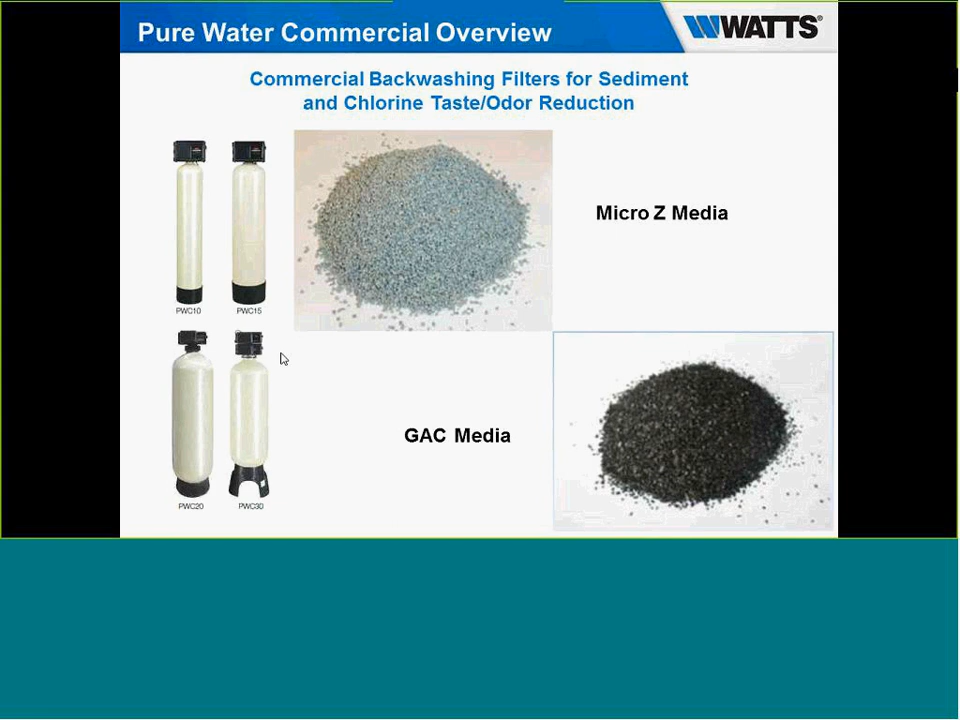 Pure Water Commercial Overview
WATTS®
Commercial Backwashing Filters for Sediment
and Chlorine Taste/Odor Reduction
Micro Z Media
PWC10 PWC15
GAC Media
PWC20 PWC30